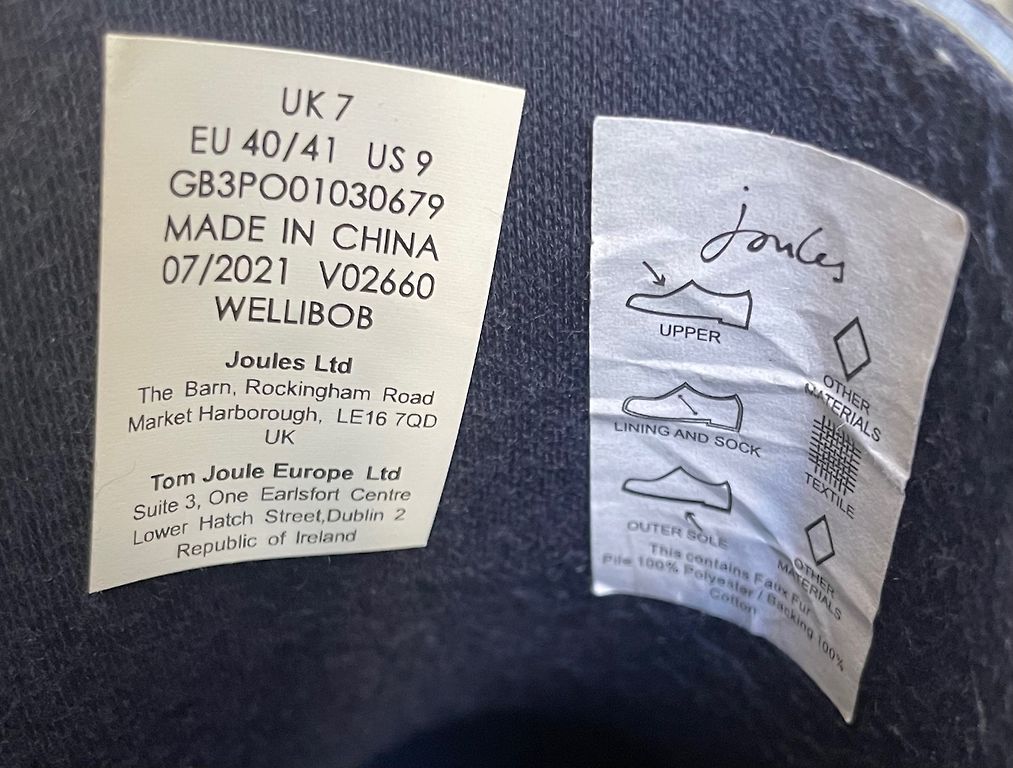 UK 7
EU 40/41 US 9
GB3PO01030679
MADE IN CHINA
07/2021 V02660
WELLIBOB
Joules Ltd
The Barn, Rockingham Road
Market Harborough, LE16 7QD
UK
Tom Joule Europe Ltd
Suite 3, One Earlsfort Centre
Lower Hatch Street,Dublin 2
Republic of Ireland
Joules
UPPER
OTHER
MATERIALS
LINING AND SOCK
TEXTILE
OUTER SOLE
OTHER
MATERIALS
This contains Faux Fur
Pile 100% Polyester / Backing 100%
Cotton